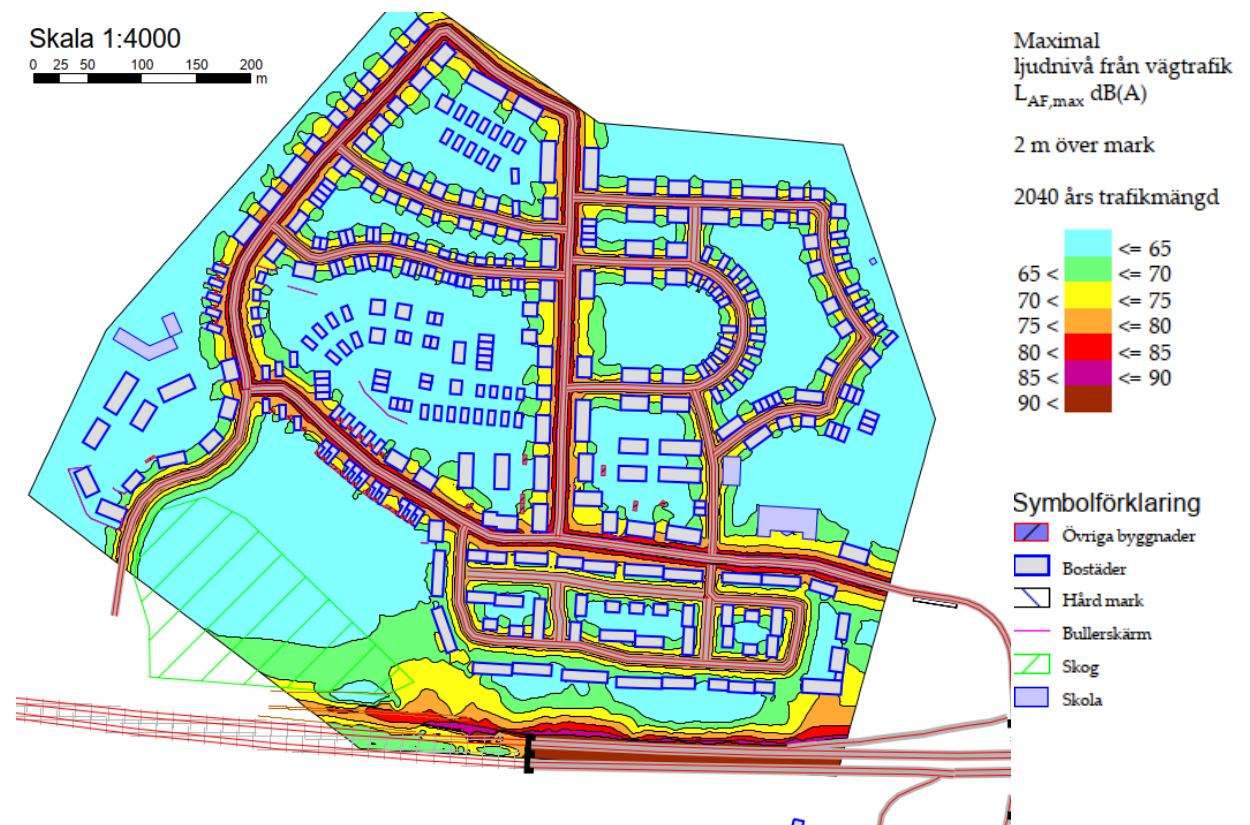 Skala 1:4000
0 25 50 100 150 200
m
Maximal
ljudnivå från vägtrafik
L_AF,max dB(A)
2 m över mark
2040 års trafikmängd
<= 65
65 < <= 70
70 < <= 75
75 < <= 80
80 < <= 85
85 < <= 90
90 <
Symbolförklaring
Övriga byggnader
Bostäder
Hård mark
Bullerskärm
Skog
Skola